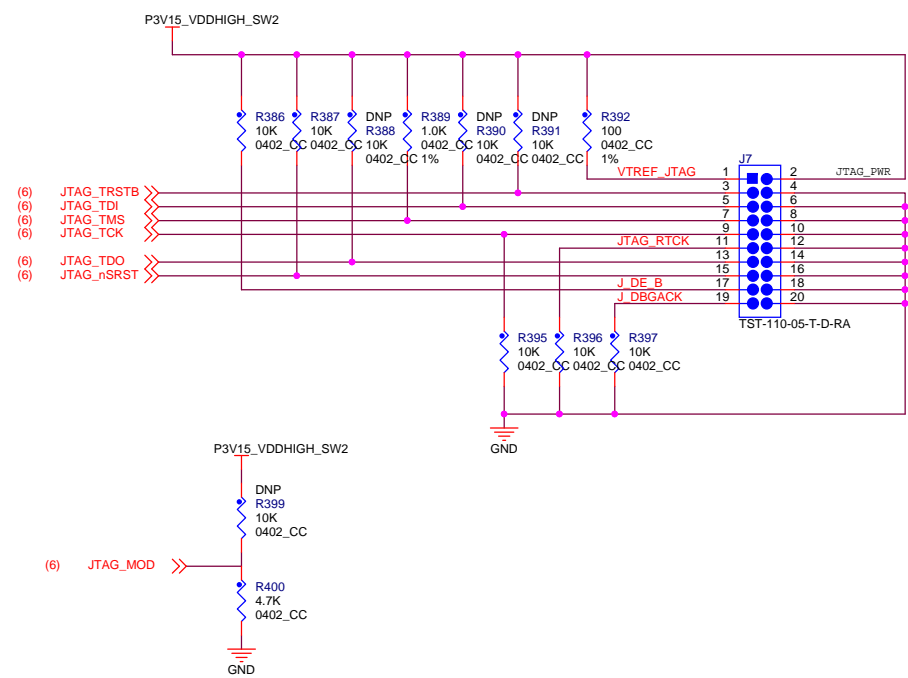 P3V15_VDDHIGH_SW2
R386
10K
0402_CC
R387
10K
0402_CC
DNP
R388
10K
0402_CC
R389
1.0K
0402_CC
1%
DNP
R390
10K
0402_CC
DNP
R391
10K
0402_CC
R392
100
0402_CC
1%
J7
VTREF_JTAG 1 2 JTAG_PWR
(6) JTAG_TRSTB 3 4
(6) JTAG_TDI 5 6
(6) JTAG_TMS 7 8
(6) JTAG_TCK 9 10
JTAG_RTCK 11 12
(6) JTAG_TDO 13 14
(6) JTAG_nSRST 15 16
J_DE_B 17 18
J_DBGACK 19 20
TST-110-05-T-D-RA
R395
10K
0402_CC
R396
10K
0402_CC
R397
10K
0402_CC
GND
P3V15_VDDHIGH_SW2
DNP
R399
10K
0402_CC
(6) JTAG_MOD
R400
4.7K
0402_CC
GND